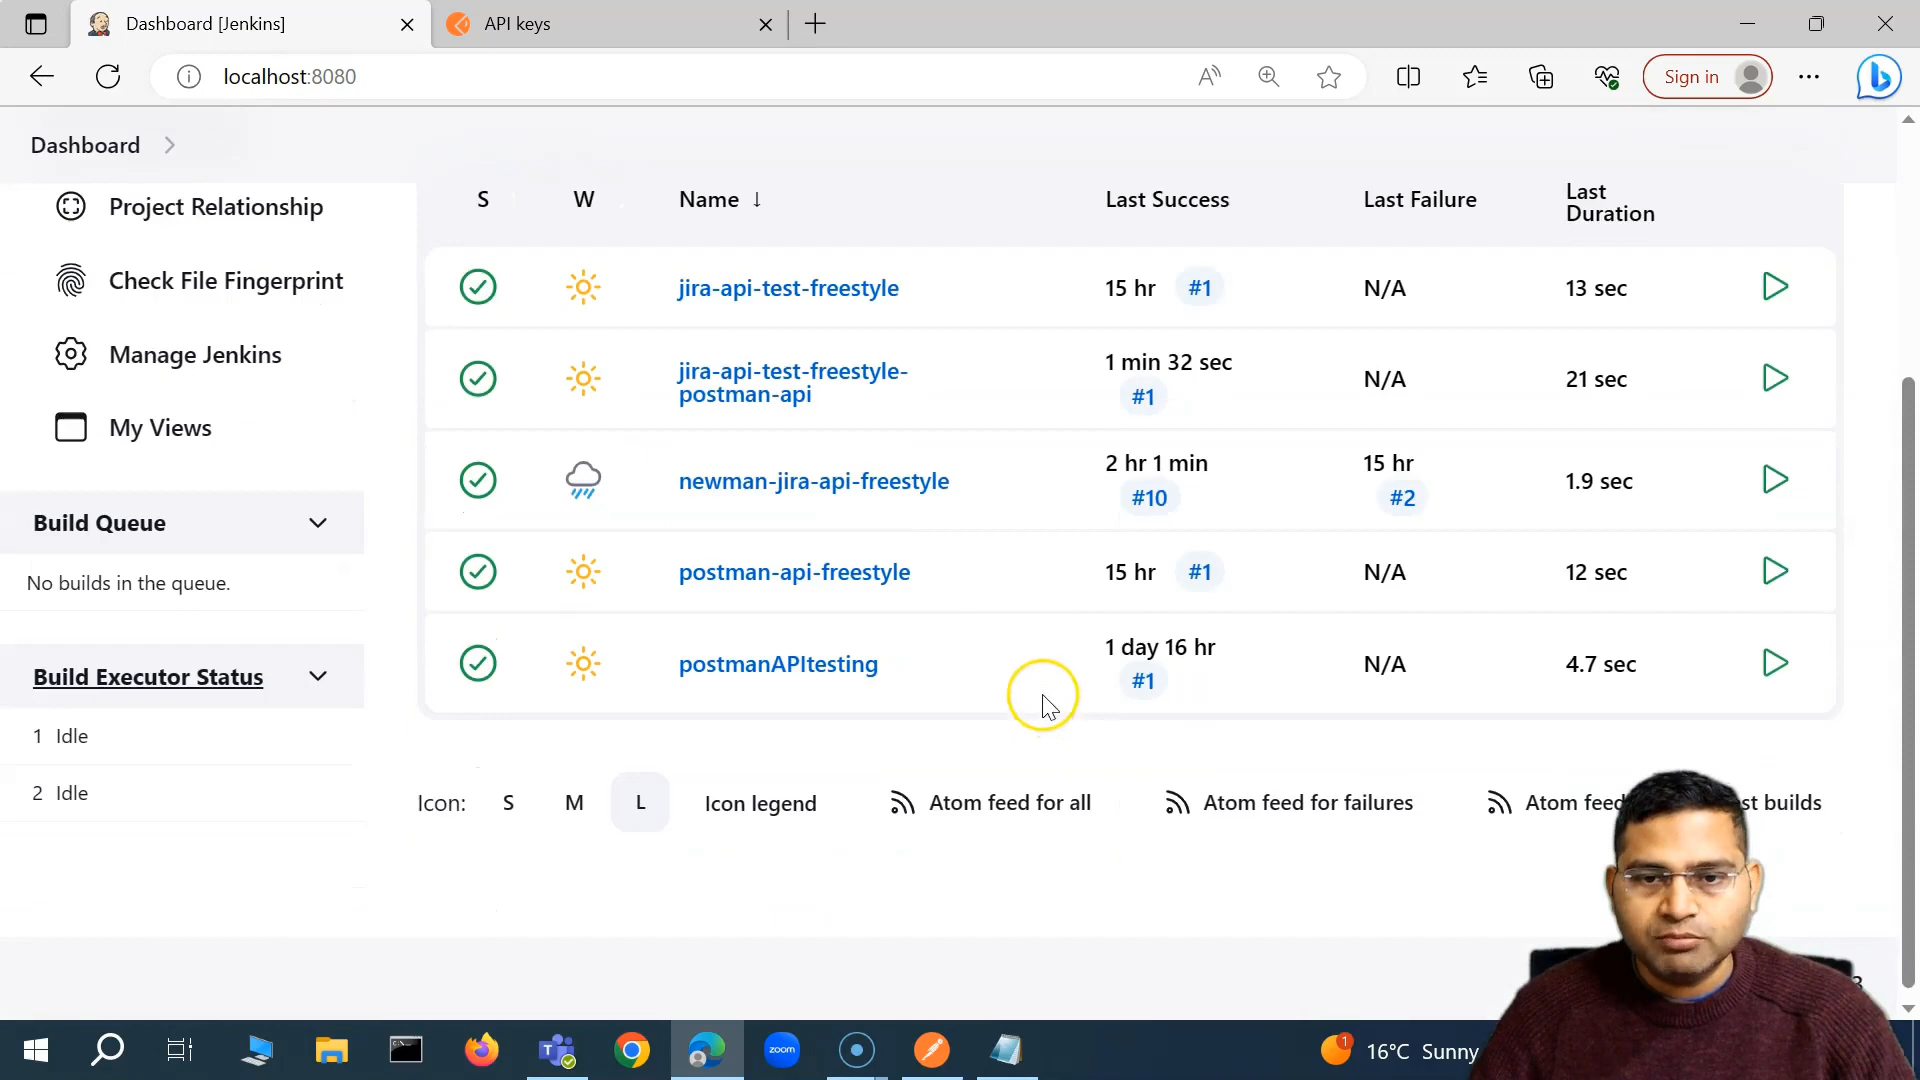 Dashboard [Jenkins]
API keys
localhost:8080
Sign in
Dashboard
Project Relationship
Check File Fingerprint
Manage Jenkins
My Views
Build Queue
No builds in the queue.
Build Executor Status
1 Idle
2 Idle
S W Name ↓ Last Success Last Failure Last Duration
jira-api-test-freestyle 15 hr #1 N/A 13 sec
jira-api-test-freestyle-
postman-api 1 min 32 sec #1 N/A 21 sec
newman-jira-api-freestyle 2 hr 1 min #10 15 hr #2 1.9 sec
postman-api-freestyle 15 hr #1 N/A 12 sec
postmanAPItesting 1 day 16 hr #1 N/A 4.7 sec
Icon: S M L Icon legend Atom feed for all Atom feed for failures Atom feed st builds
zoom
1
16°C Sunny